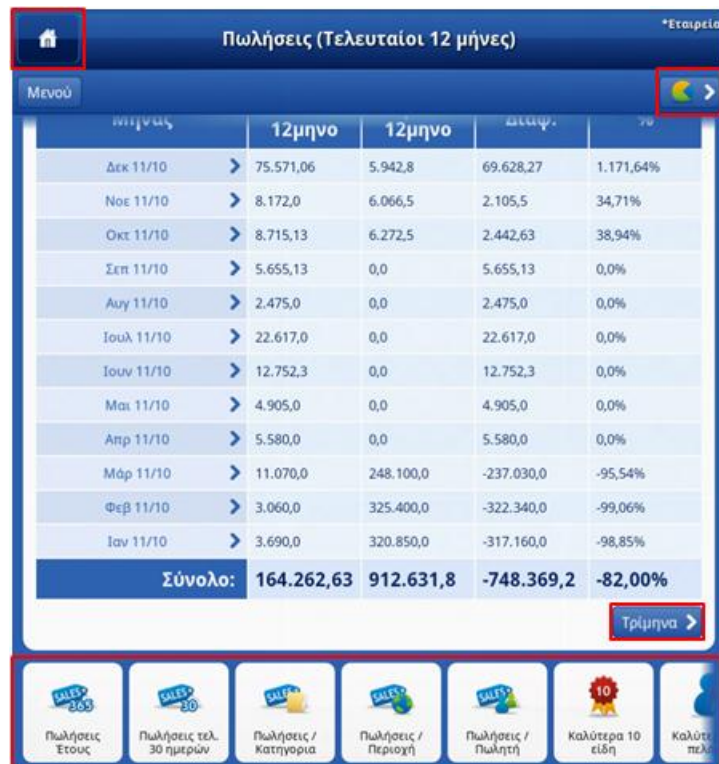 Πωλήσεις (Τελευταίοι 12 μήνες)
*Εταιρεία
Μενού
Μήνας 12μηνο 12μηνο Διαφ. %
Δεκ 11/10 75.571,06 5.942,8 69.628,27 1.171,64%
Νοε 11/10 8.172,0 6.066,5 2.105,5 34,71%
Οκτ 11/10 8.715,13 6.272,5 2.442,63 38,94%
Σεπ 11/10 5.655,13 0,0 5.655,13 0,0%
Αυγ 11/10 2.475,0 0,0 2.475,0 0,0%
Ιουλ 11/10 22.617,0 0,0 22.617,0 0,0%
Ιουν 11/10 12.752,3 0,0 12.752,3 0,0%
Μαι 11/10 4.905,0 0,0 4.905,0 0,0%
Απρ 11/10 5.580,0 0,0 5.580,0 0,0%
Μάρ 11/10 11.070,0 248.100,0 -237.030,0 -95,54%
Φεβ 11/10 3.060,0 325.400,0 -322.340,0 -99,06%
Ιαν 11/10 3.690,0 320.850,0 -317.160,0 -98,85%
Σύνολο: 164.262,63 912.631,8 -748.369,2 -82,00%
Τρίμηνα
SALES 365
SALES 30
SALES
SALES
SALES
10
Πωλήσεις Έτους
Πωλήσεις τελ. 30 ημερών
Πωλήσεις / Κατηγορια
Πωλήσεις / Περιοχή
Πωλήσεις / Πωλητή
Καλύτερα 10 είδη